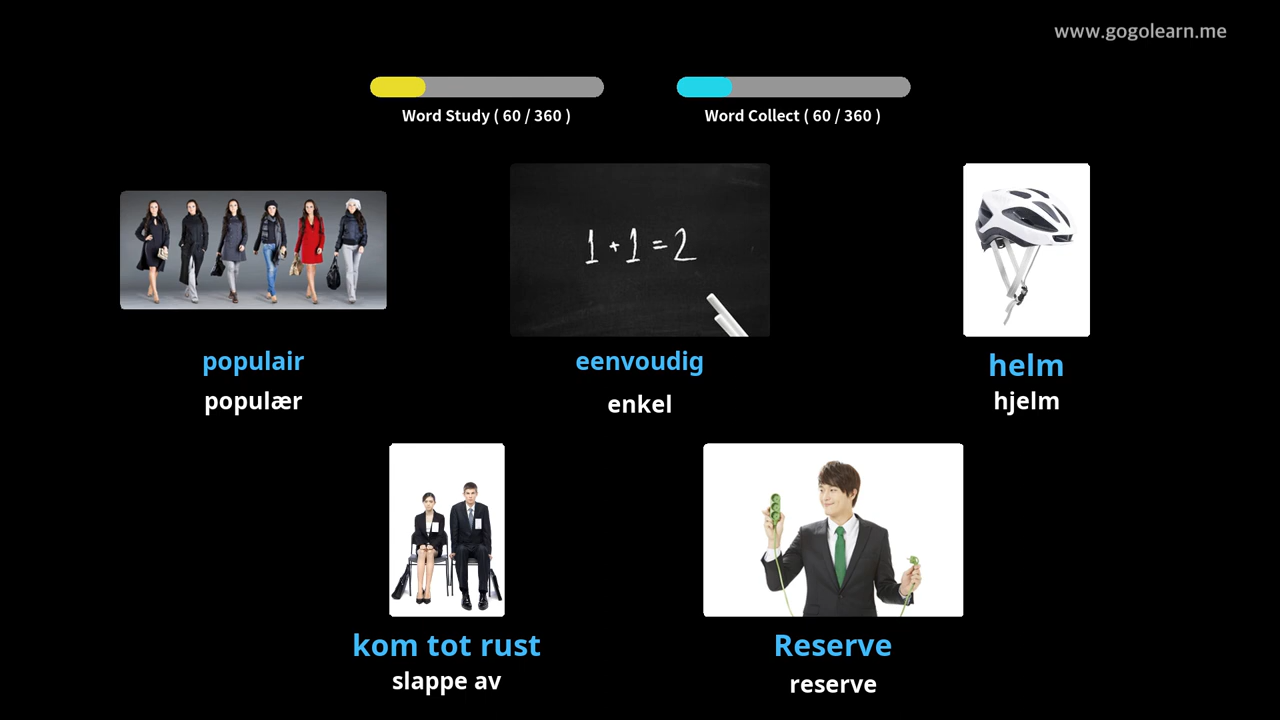 www.gogolearn.me
Word Study ( 60 / 360 )
Word Collect ( 60 / 360 )
1 + 1 = 2
populair
populær
eenvoudig
enkel
helm
hjelm
kom tot rust
slappe av
Reserve
reserve